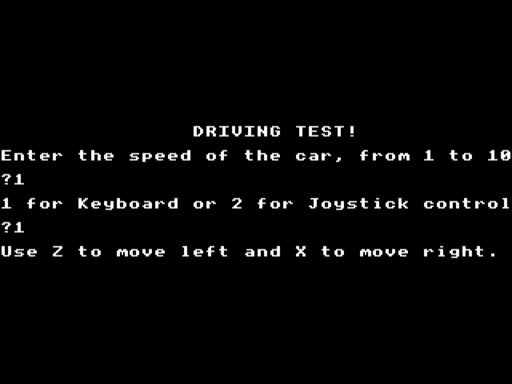 DRIVING TEST!
Enter the speed of the car, from 1 to 10
?1
1 for Keyboard or 2 for Joystick control
?1
Use Z to move left and X to move right.